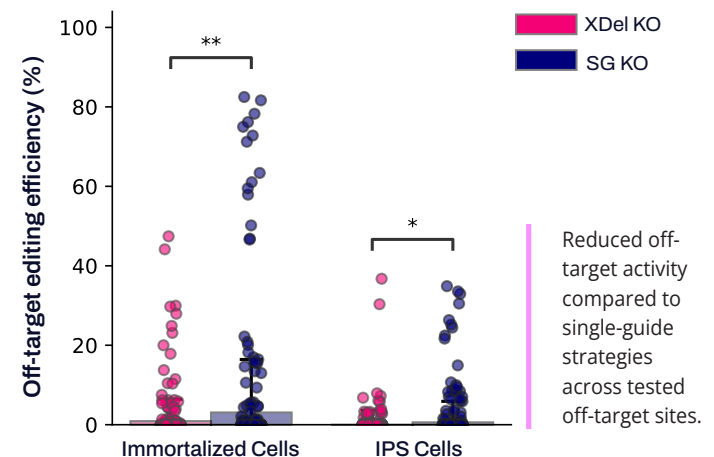 XDel KO
SG KO
Off-target editing efficiency (%)
100
80
60
40
20
0
**
*
Immortalized Cells
IPS Cells
Reduced off-
target activity
compared to
single-guide
strategies
across tested
off-target sites.